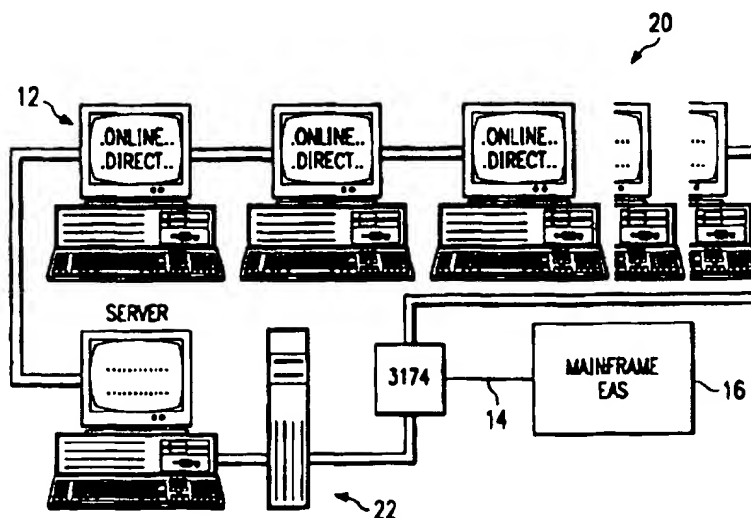 20
12
.ONLINE..
.DIRECT..
.ONLINE..
.DIRECT..
.ONLINE..
.DIRECT..
...
...
...
...
SERVER
............
............
3174
14
MAINFRAME
EAS
16
22